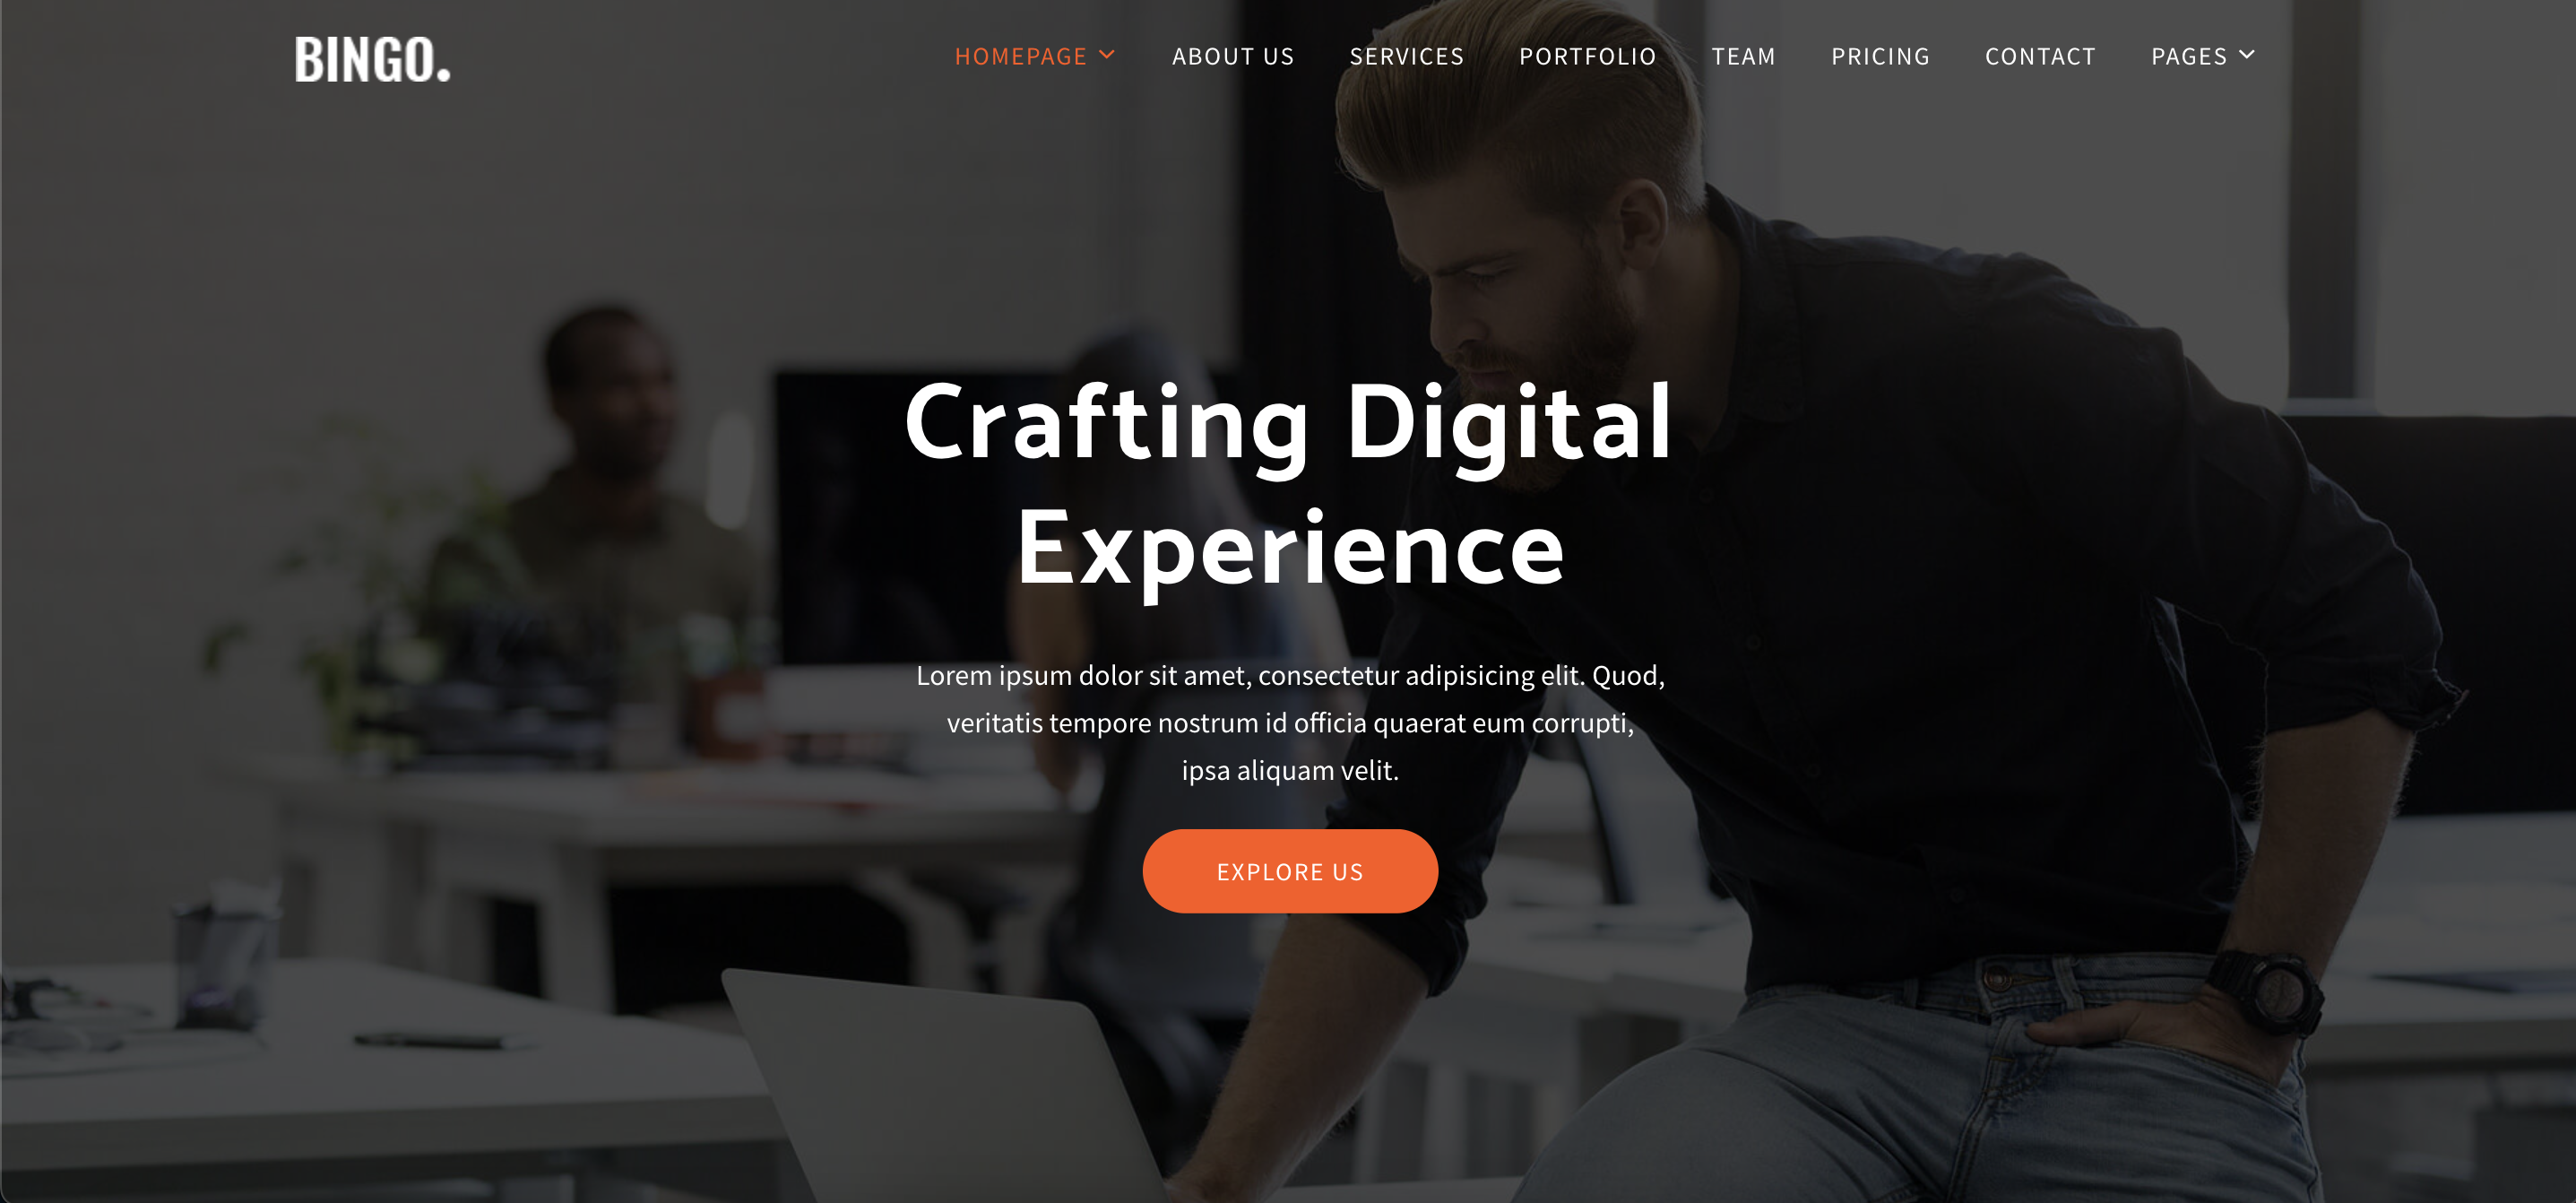 BINGO.
HOMEPAGE ABOUT US SERVICES PORTFOLIO TEAM PRICING CONTACT PAGES
Crafting Digital
Experience
Lorem ipsum dolor sit amet, consectetur adipisicing elit. Quod,
veritatis tempore nostrum id officia quaerat eum corrupti,
ipsa aliquam velit.
EXPLORE US